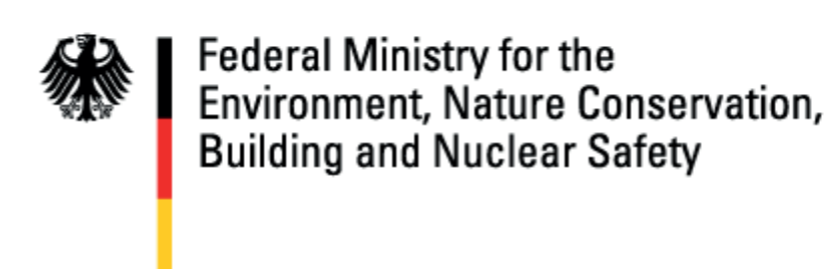 Federal Ministry for the
Environment, Nature Conservation,
Building and Nuclear Safety